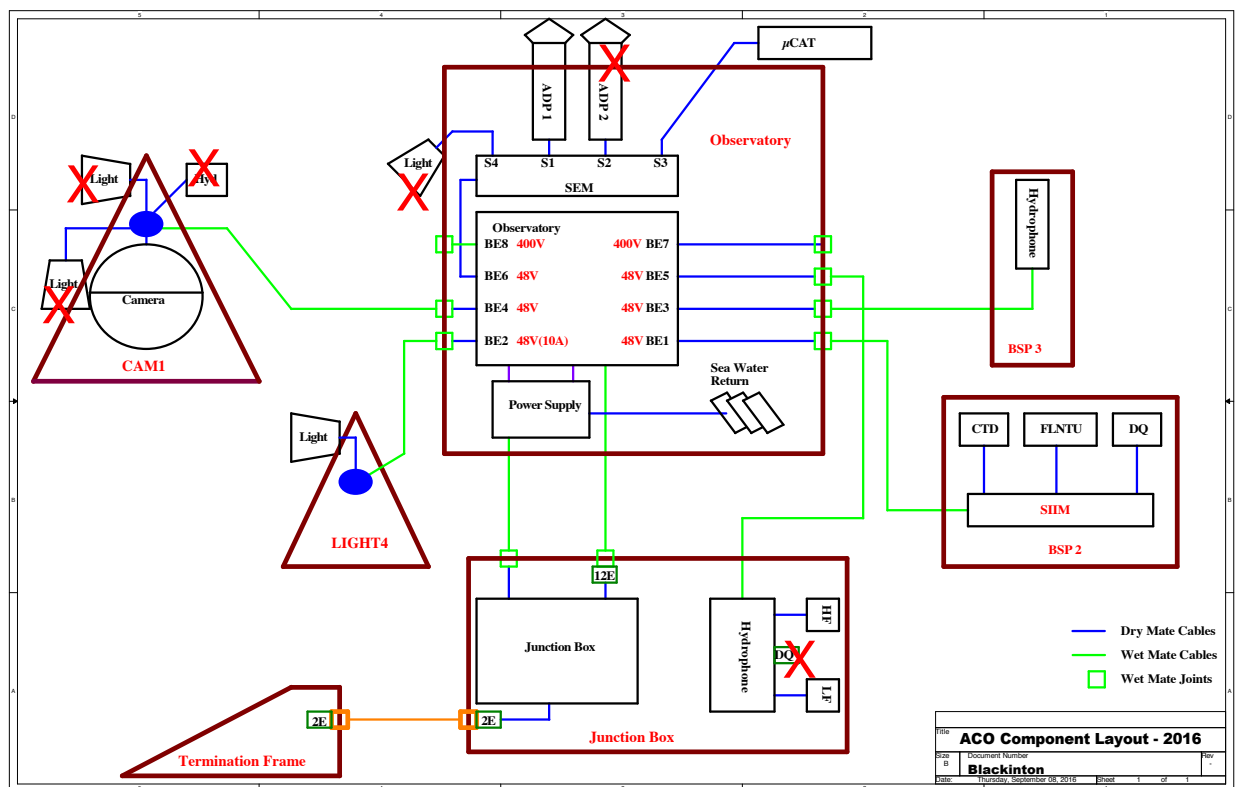 5
4
3
2
1
D
D
µCAT
ADP 1
ADP 2
Observatory
Light
S4
S1
S2
S3
SEM
Light
Hyd
Light
Camera
CAM1
Observatory
BE8 400V
400V BE7
BE6 48V
48V BE5
BE4 48V
48V BE3
BE2 48V(10A)
48V BE1
C
C
Hydrophone
BSP 3
Sea Water
Return
Power Supply
Light
LIGHT4
CTD
FLNTU
DQ
SIIM
BSP 2
B
B
12E
Junction Box
Hydrophone
HF
DQ
LF
2E
2E
Junction Box
Termination Frame
Dry Mate Cables
Wet Mate Cables
Wet Mate Joints
A
A
Title
ACO Component Layout - 2016
Size
B
Document Number
Blackinton
Rev
-
Date: Thursday, September 08, 2016 Sheet 1 of 1
5
4
3
2
1